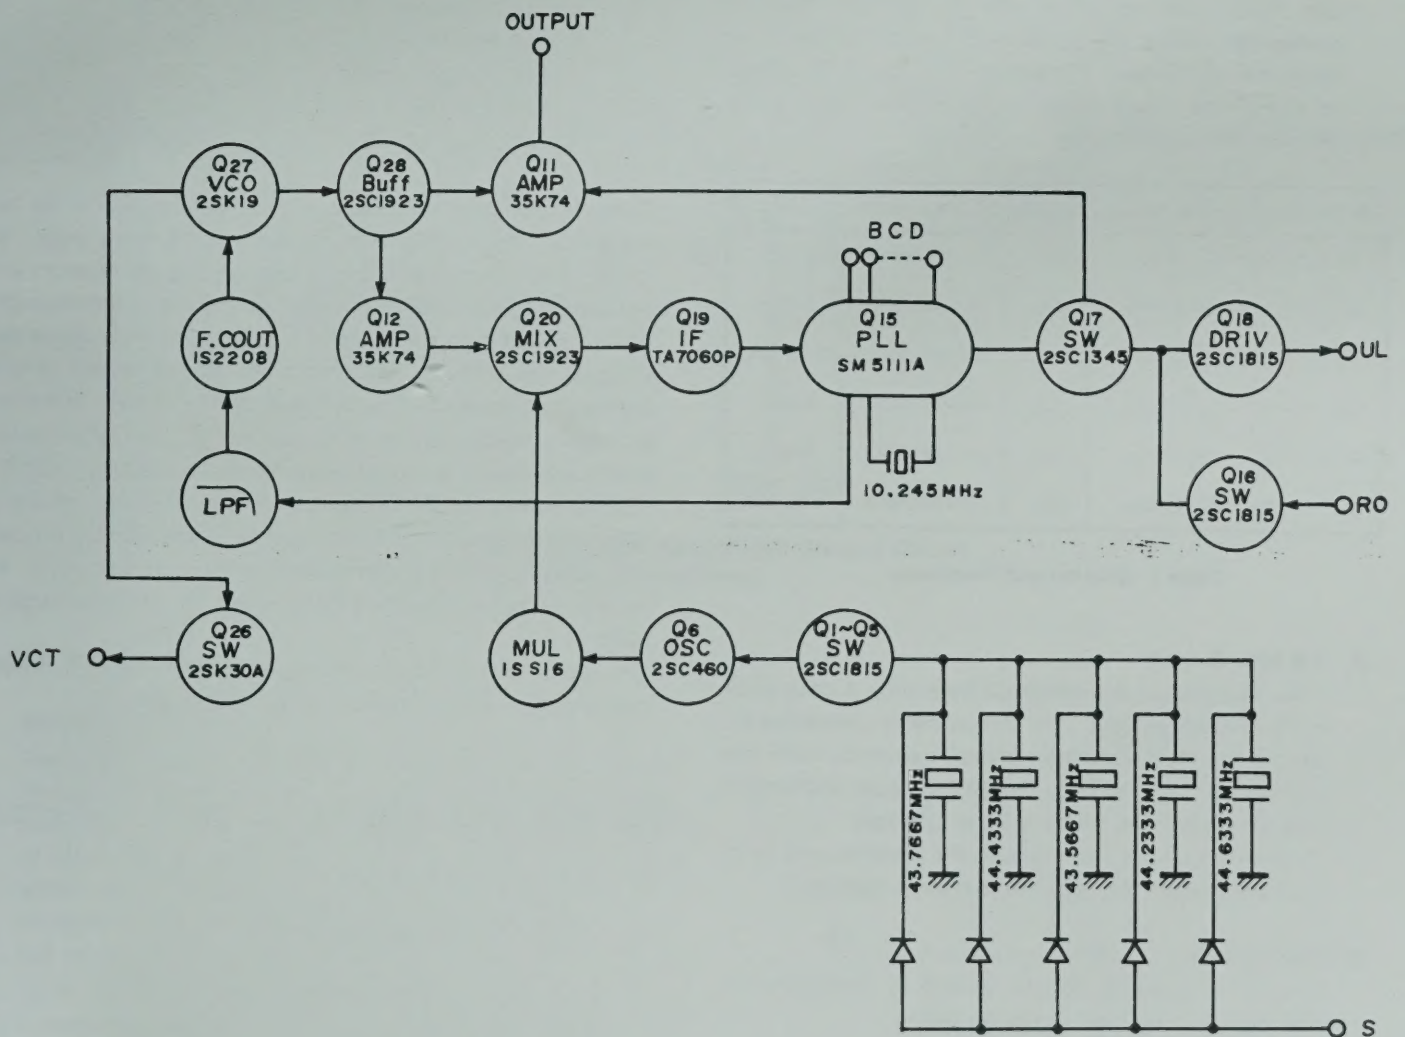 OUTPUT
Q27
VCO
2SK19
Q28
Buff
2SC1923
Q11
AMP
35K74
BCD
F.COUT
1S2208
Q12
AMP
35K74
Q20
MIX
2SC1923
Q19
IF
TA7060P
Q15
PLL
SM5111A
Q17
SW
2SC1345
Q18
DRIV
2SC1815
UL
10.245MHz
LPF
Q16
SW
2SC1815
RO
VCT
Q26
SW
2SK30A
MUL
1SS16
Q6
OSC
2SC460
Q1~Q5
SW
2SC1815
43.7667MHz
44.4333MHz
43.5667MHz
44.2333MHz
44.6333MHz
S